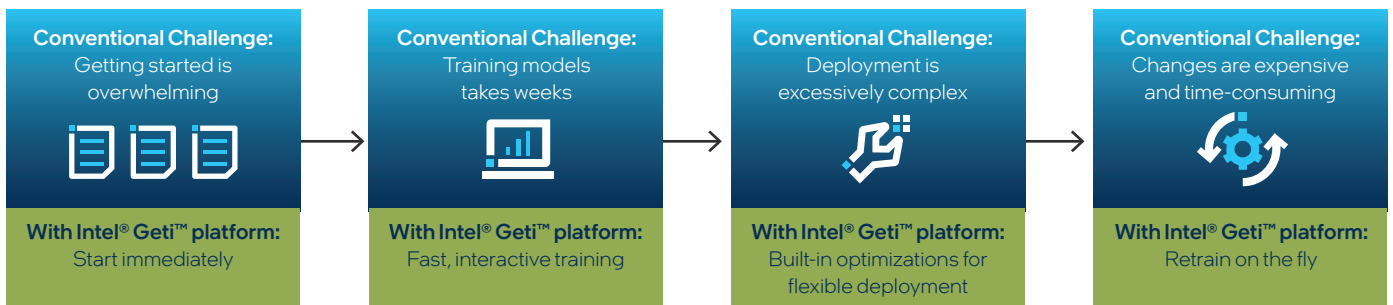 Conventional Challenge:
Getting started is
overwhelming
With Intel® Geti™ platform:
Start immediately
Conventional Challenge:
Training models
takes weeks
With Intel® Geti™ platform:
Fast, interactive training
Conventional Challenge:
Deployment is
excessively complex
With Intel® Geti™ platform:
Built-in optimizations for
flexible deployment
Conventional Challenge:
Changes are expensive
and time-consuming
With Intel® Geti™ platform:
Retrain on the fly